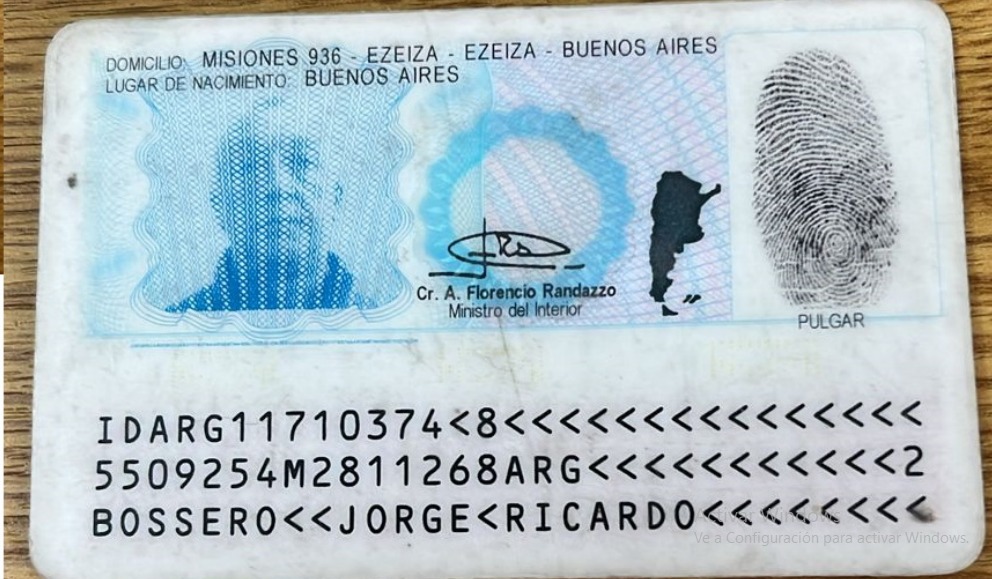 DOMICILIO: MISIONES 936 - EZEIZA - EZEIZA - BUENOS AIRES
LUGAR DE NACIMIENTO: BUENOS AIRES
Cr. A. Florencio Randazzo
Ministro del Interior
PULGAR
IDARG11710374<8<<<<<<<<<<<<<<<
5509254M2811268ARG<<<<<<<<<<<2
BOSSERO<<JORGE<RICARDO<<<<<<<<
Activar Windows
Ve a Configuración para activar Windows.